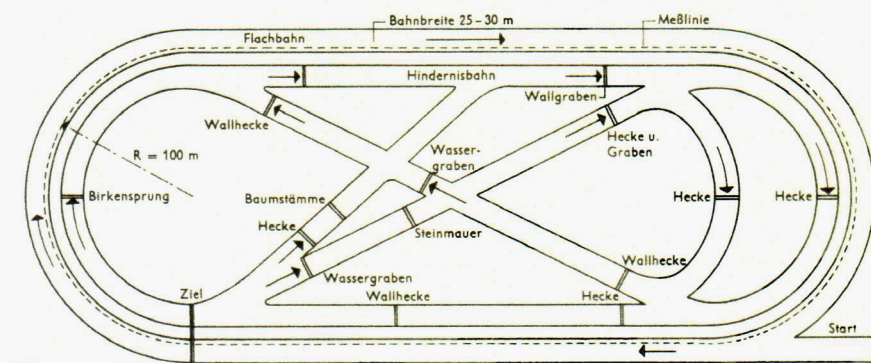 Bahnbreite 25-30 m
Meßlinie
Flachbahn
Hindernisbahn
Wallgraben
Wallhecke
Hecke u.
Graben
Wasser-
graben
R = 100 m
Birkensprung
Baumstämme
Hecke
Hecke
Hecke
Steinmauer
Wallhecke
Wassergraben
Ziel
Wallhecke
Hecke
Start